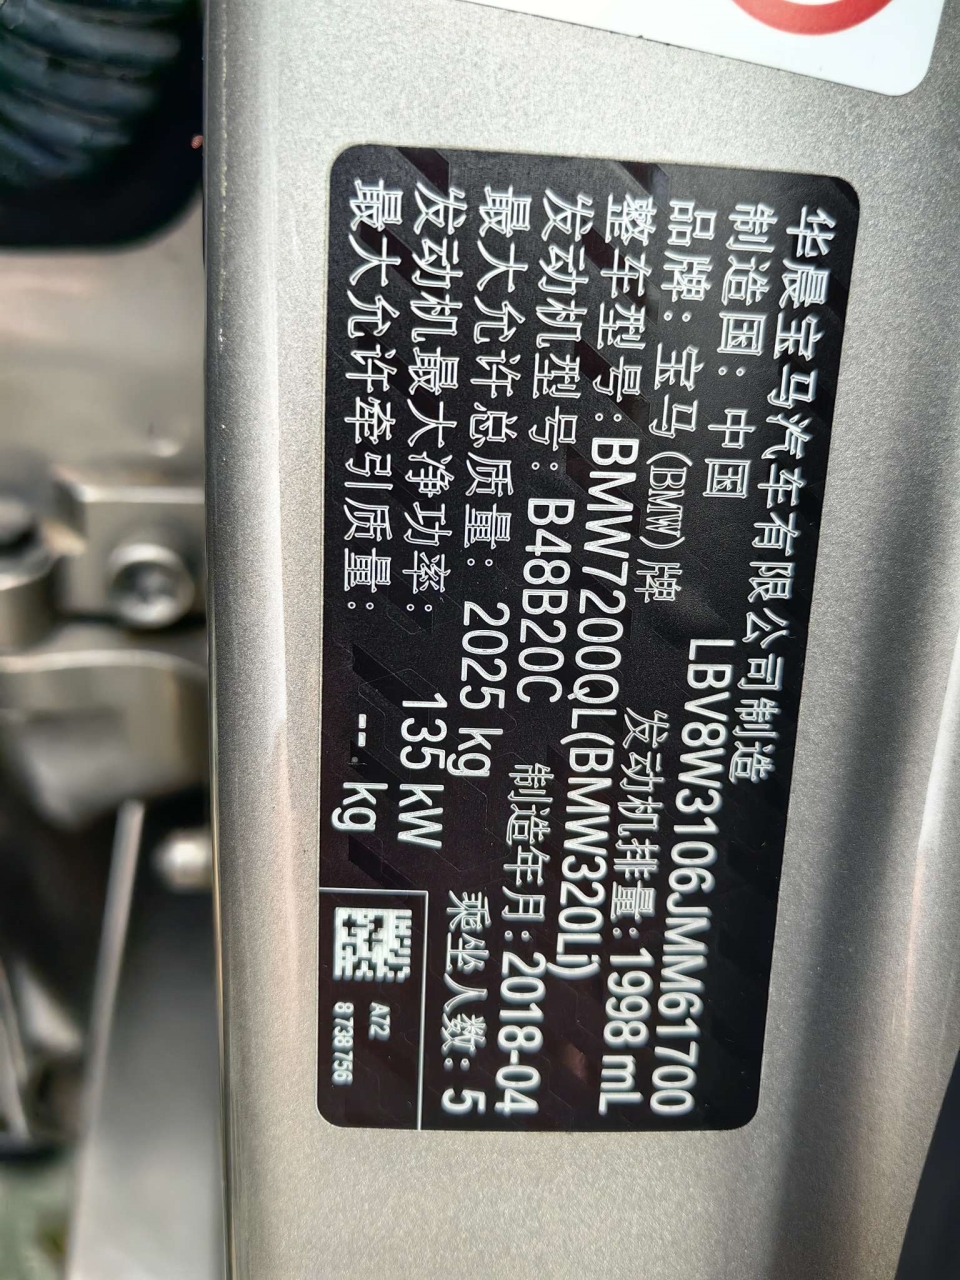 华晨宝马汽车有限公司制造
制造国：中国 LBV8W3106JMM61700
品牌：宝马(BMW)牌 发动机排量：1998 mL
整车型号：BMW7200QL(BMW320Li)
发动机型号：B48B20C 制造年月：2018-04
最大允许总质量：2025 kg 乘坐人数：5
发动机最大净功率：135 kW
最大允许牵引质量：--- kg
A72
8 738 756